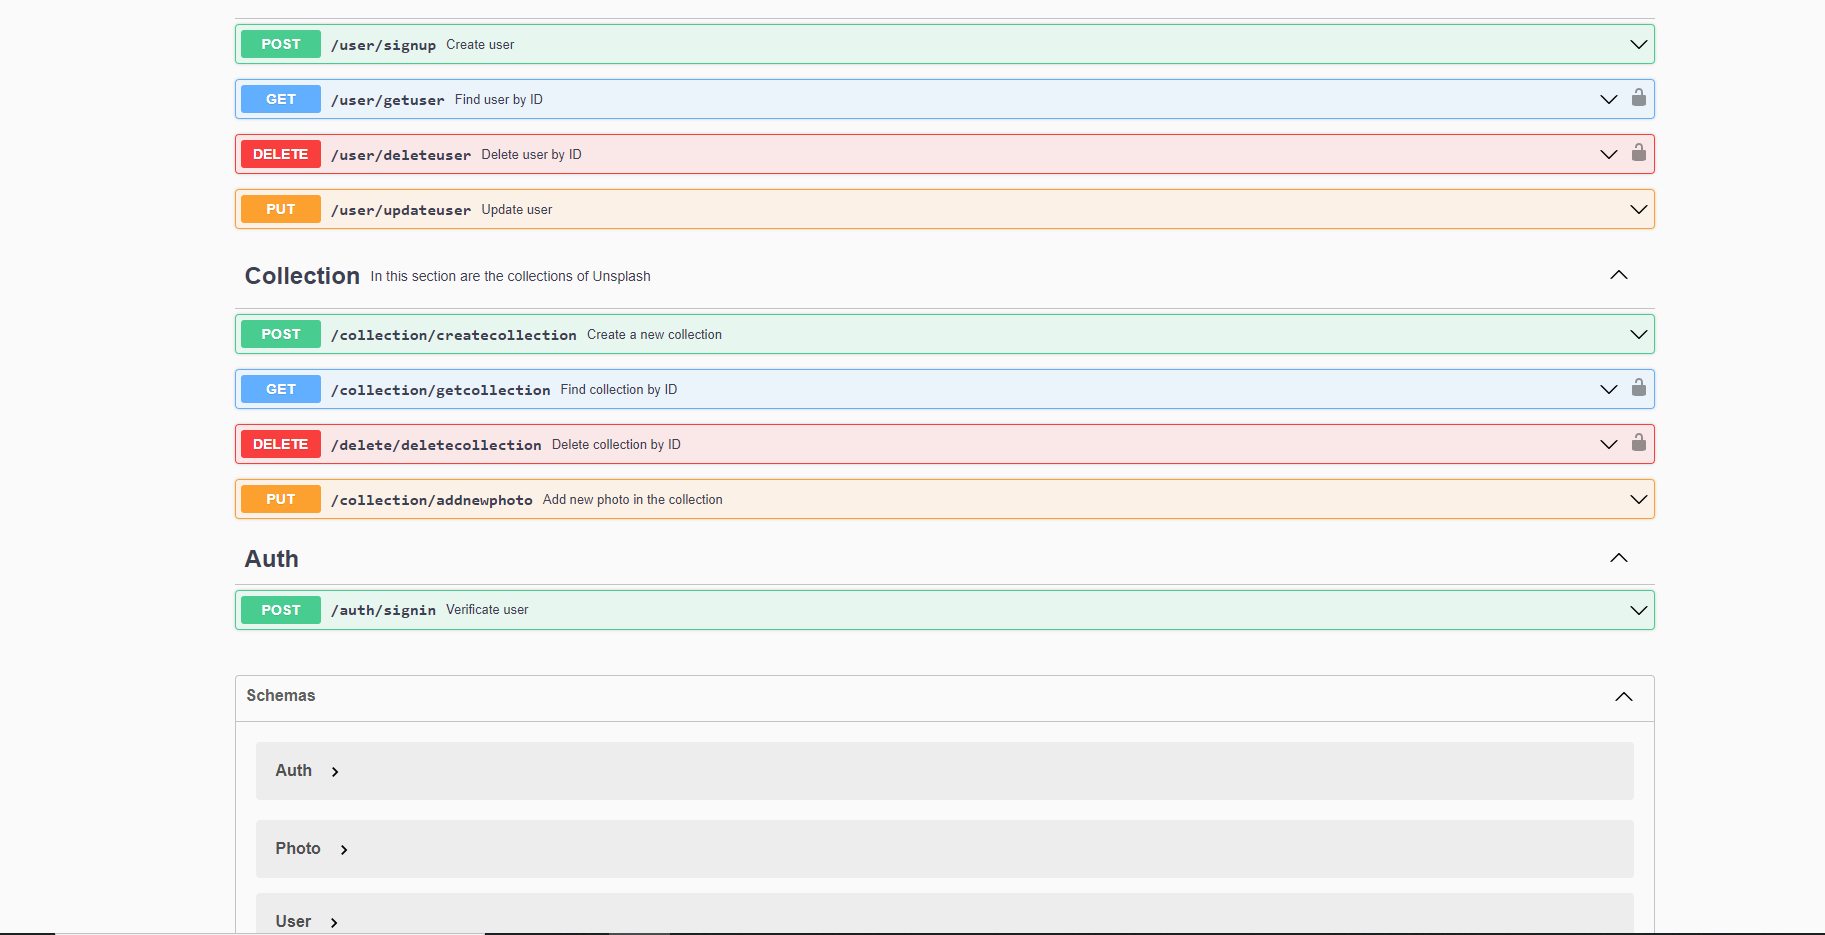 POST /user/signup Create user
GET /user/getuser Find user by ID
DELETE /user/deleteuser Delete user by ID
PUT /user/updateuser Update user
Collection In this section are the collections of Unsplash
POST /collection/createcollection Create a new collection
GET /collection/getcollection Find collection by ID
DELETE /delete/deletecollection Delete collection by ID
PUT /collection/addnewphoto Add new photo in the collection
Auth
POST /auth/signin Verificate user
Schemas
Auth
Photo
User